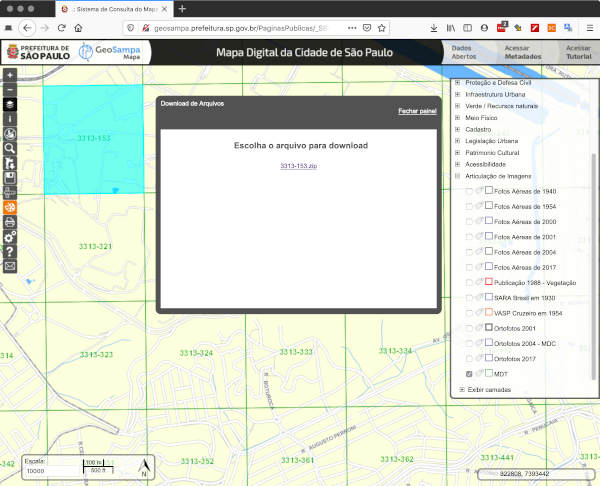 .: Sistema de Consulta do Mapa
geosampa.prefeitura.sp.gov.br/PaginasPublicas/_SB
PREFEITURA DE
SÃO PAULO
GeoSampa
Mapa
Mapa Digital da Cidade de São Paulo
Dados
Abertos
Acessar
Metadados
Acessar
Tutorial
Download de Arquivos
Fechar painel
Escolha o arquivo para download
3313-153.zip
Proteção e Defesa Civil
Infraestrutura Urbana
Verde / Recursos naturais
Meio Físico
Cadastro
Legislação Urbana
Patrimonio Cultural
Acessibilidade
Articulação de Imagens
Fotos Aéreas de 1940
Fotos Aéreas de 1954
Fotos Aéreas de 2000
Fotos Aéreas de 2001
Fotos Aéreas de 2004
Fotos Aéreas de 2017
Publicação 1988 - Vegetação
SARA Brasil em 1930
VASP Cruzeiro em 1954
Ortofotos 2001
Ortofotos 2004 - MDC
Ortofotos 2017
MDT
Exibir camadas
3313-153
3313-321
3313-323
3313-324
3313-333
3313-334
R. BOTUROCA
AV.
R. AUGUSTO PERRONI
R. PIRAJUSSARA
342
3313-351
3313-352
3313-361
3313-362
3314
Escala:
10000
100 m
500 ft
N
322808, 7393442